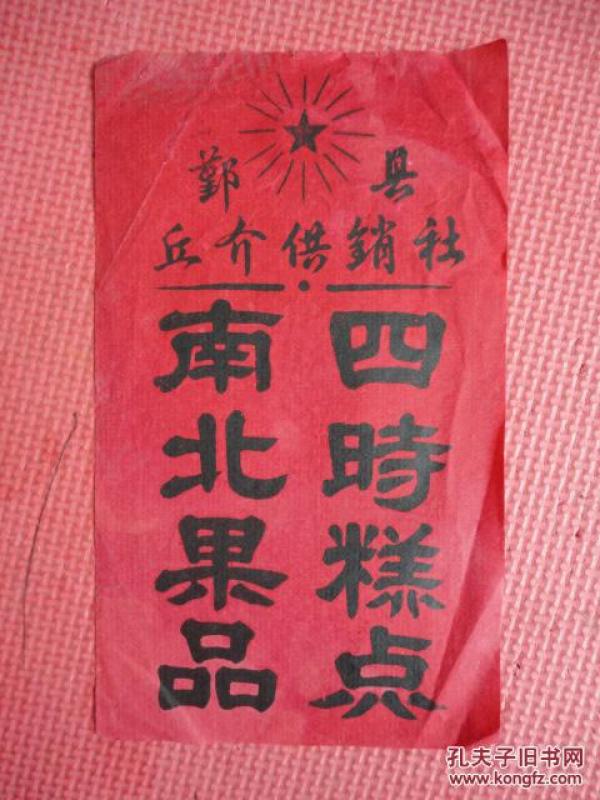 鄞县
丘介供銷社
四時糕点
南北果品
孔夫子旧书网
www.kongfz.com